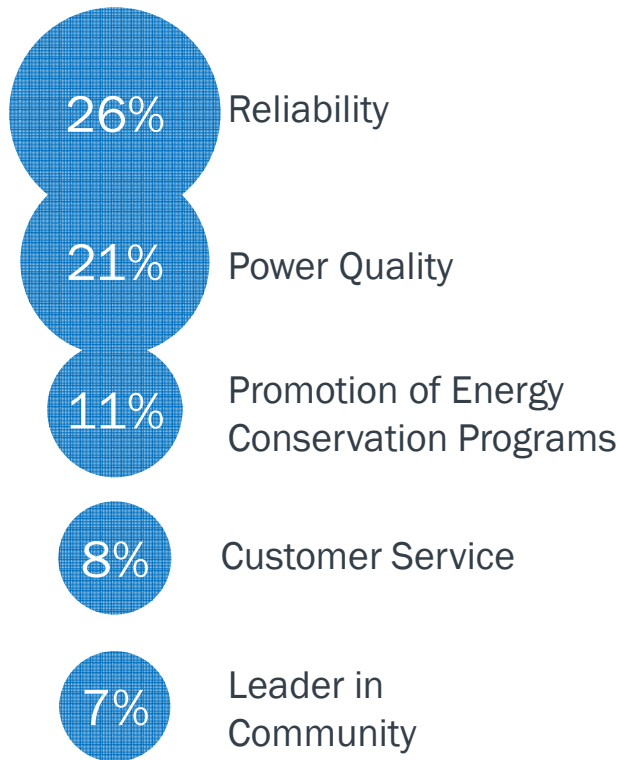 26% Reliability
21% Power Quality
11% Promotion of Energy
Conservation Programs
8% Customer Service
7% Leader in
Community